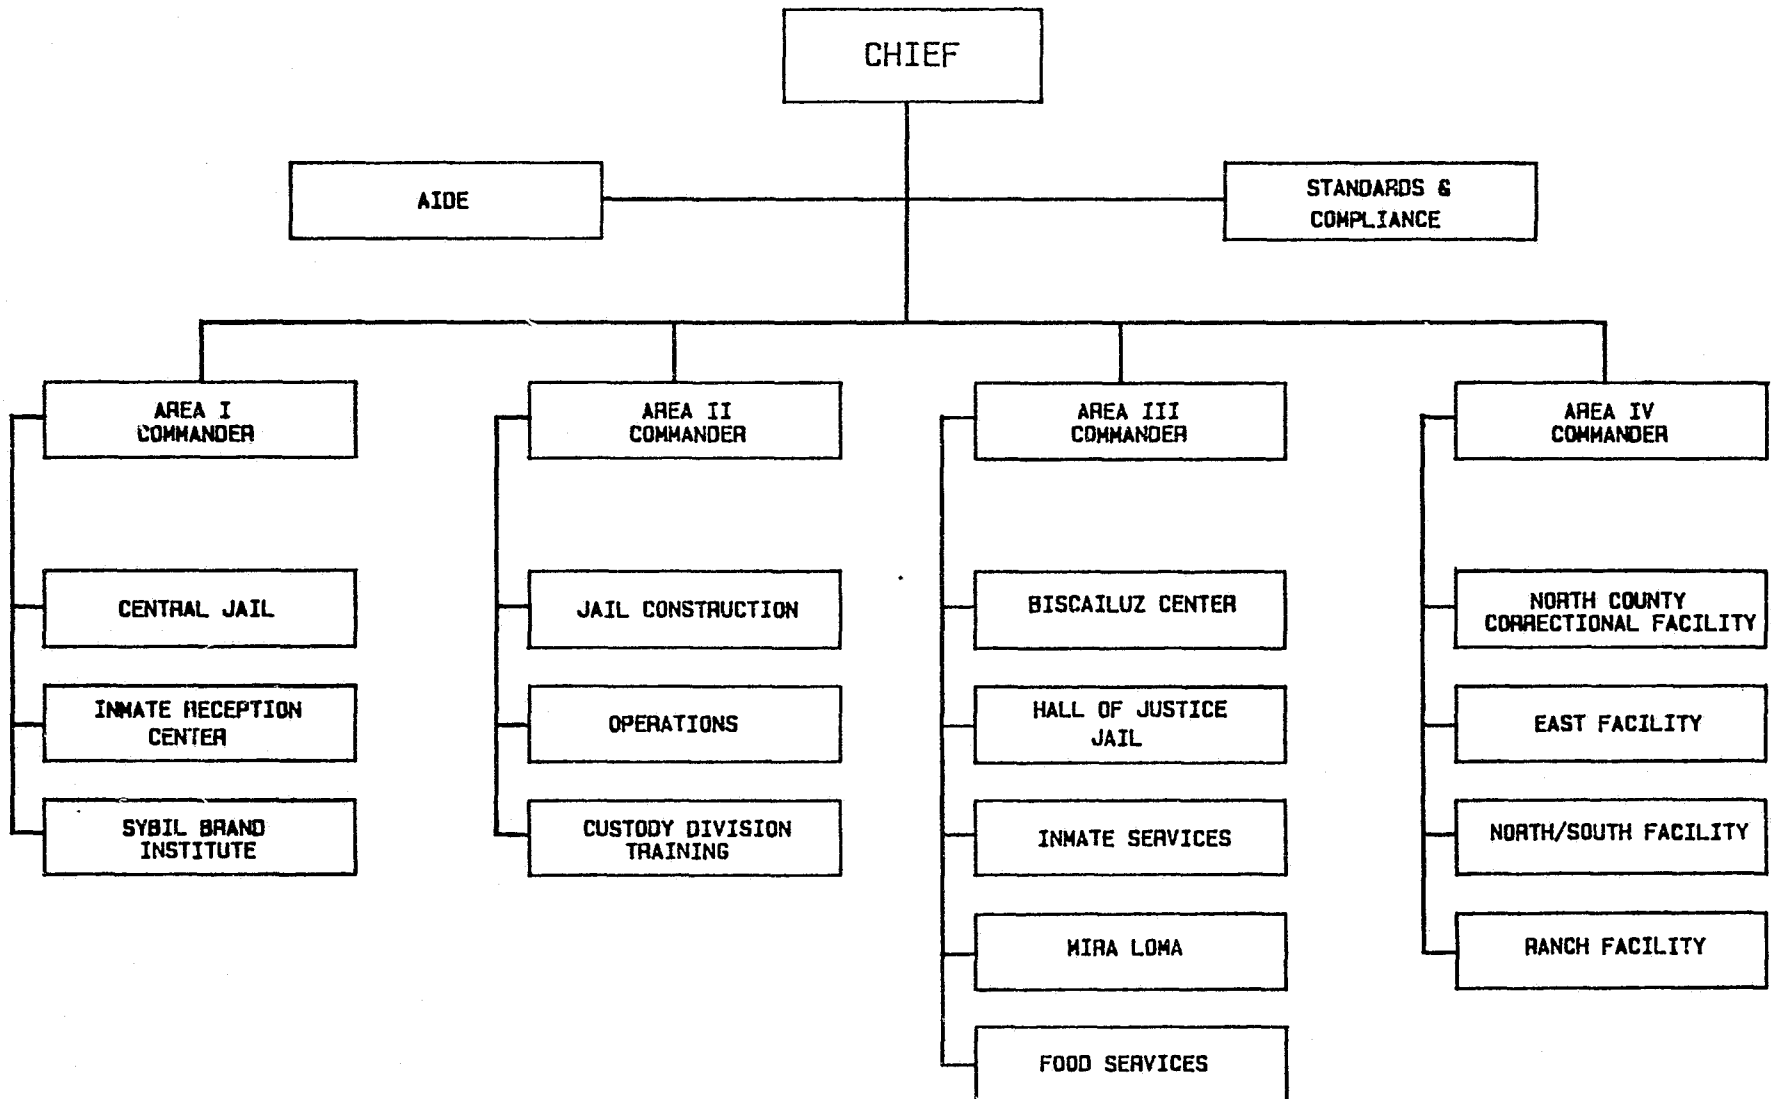 CHIEF
AIDE
STANDARDS &
COMPLIANCE
AREA I
COMMANDER
AREA II
COMMANDER
AREA III
COMMANDER
AREA IV
COMMANDER
CENTRAL JAIL
INMATE RECEPTION
CENTER
SYBIL BRAND
INSTITUTE
JAIL CONSTRUCTION
OPERATIONS
CUSTODY DIVISION
TRAINING
BISCAILUZ CENTER
HALL OF JUSTICE
JAIL
INMATE SERVICES
MIRA LOMA
FOOD SERVICES
NORTH COUNTY
CORRECTIONAL FACILITY
EAST FACILITY
NORTH/SOUTH FACILITY
RANCH FACILITY